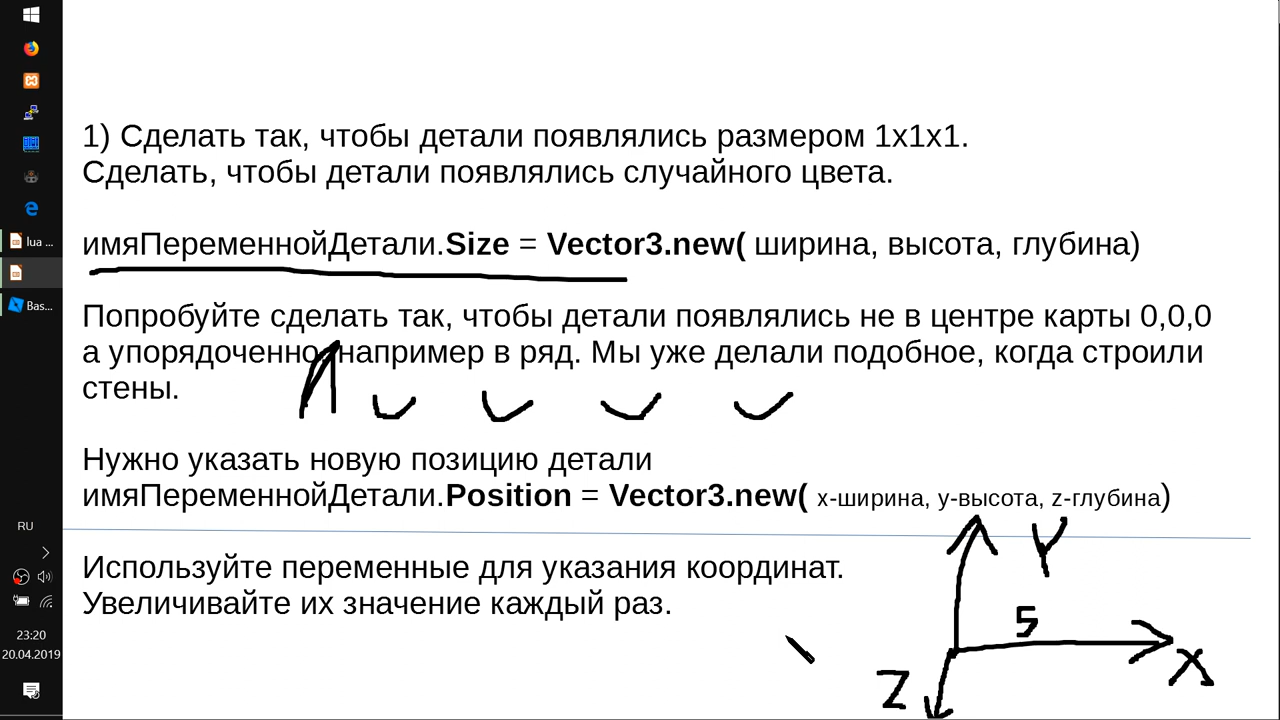 1) Сделать так, чтобы детали появлялись размером 1x1x1.
Сделать, чтобы детали появлялись случайного цвета.
имяПеременнойДетали.Size = Vector3.new( ширина, высота, глубина)
Попробуйте сделать так, чтобы детали появлялись не в центре карты 0,0,0
а упорядоченно, например в ряд. Мы уже делали подобное, когда строили
стены.
Нужно указать новую позицию детали
имяПеременнойДетали.Position = Vector3.new( x-ширина, y-высота, z-глубина)
Используйте переменные для указания координат.
Увеличивайте их значение каждый раз.
Y
5
X
Z
lua ...
Bas...
RU
23:20
20.04.2019